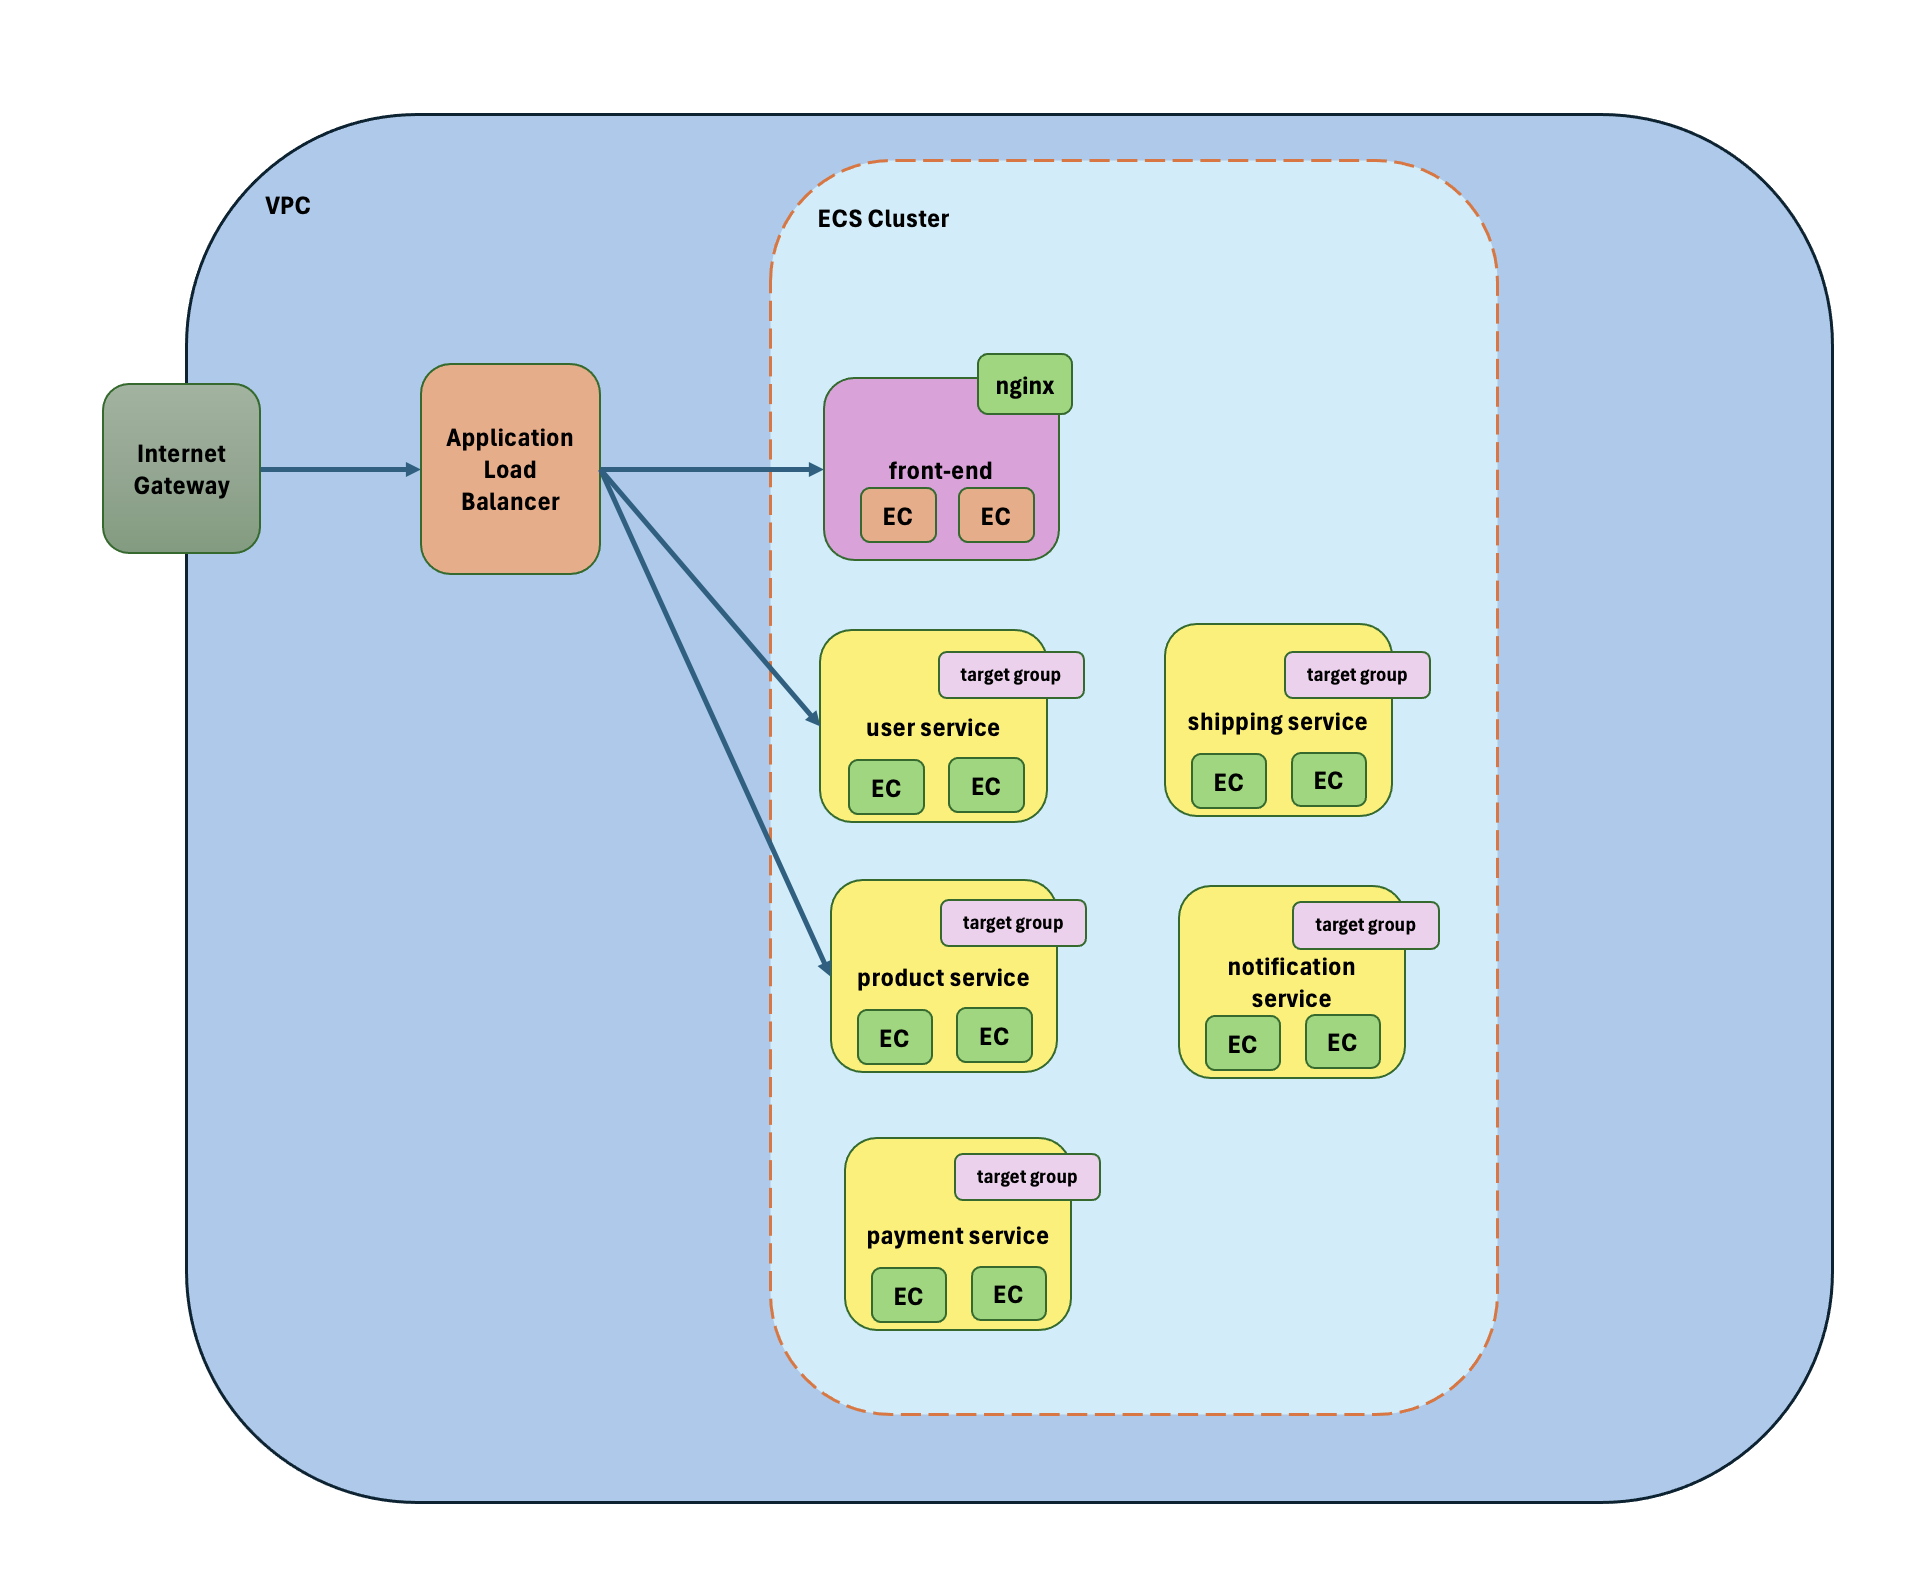 VPC
ECS Cluster
Internet
Gateway
Application
Load
Balancer
nginx
front-end
EC
EC
target group
user service
EC
EC
target group
shipping service
EC
EC
target group
product service
EC
EC
target group
notification
service
EC
EC
target group
payment service
EC
EC